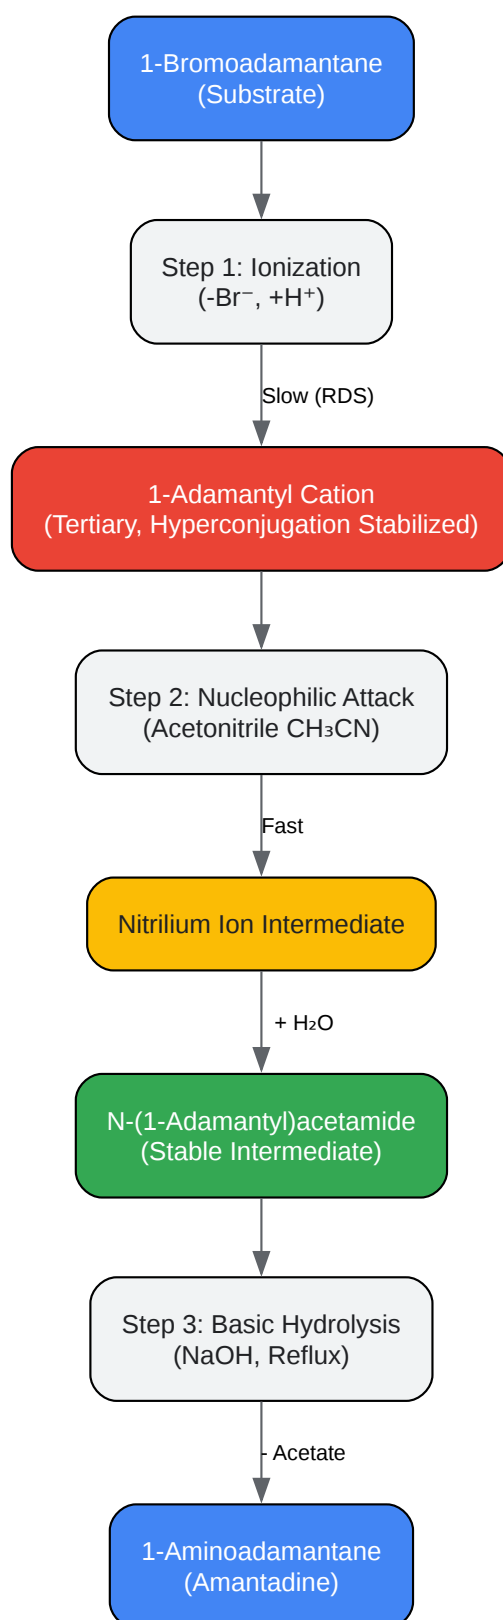 1-Bromoadamantane
(Substrate)
Step 1: Ionization
(-Br⁻, +H⁺)
Slow (RDS)
1-Adamantyl Cation
(Tertiary, Hyperconjugation Stabilized)
Step 2: Nucleophilic Attack
(Acetonitrile CH₃CN)
Fast
Nitrilium Ion Intermediate
+ H₂O
N-(1-Adamantyl)acetamide
(Stable Intermediate)
Step 3: Basic Hydrolysis
(NaOH, Reflux)
- Acetate
1-Aminoadamantane
(Amantadine)